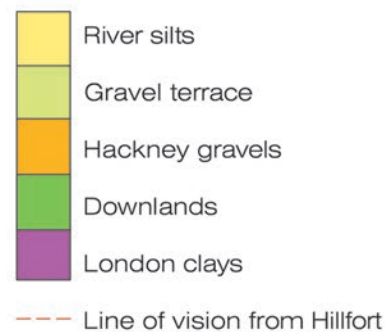 River silts
Gravel terrace
Hackney gravels
Downlands
London clays
Line of vision from Hillfort